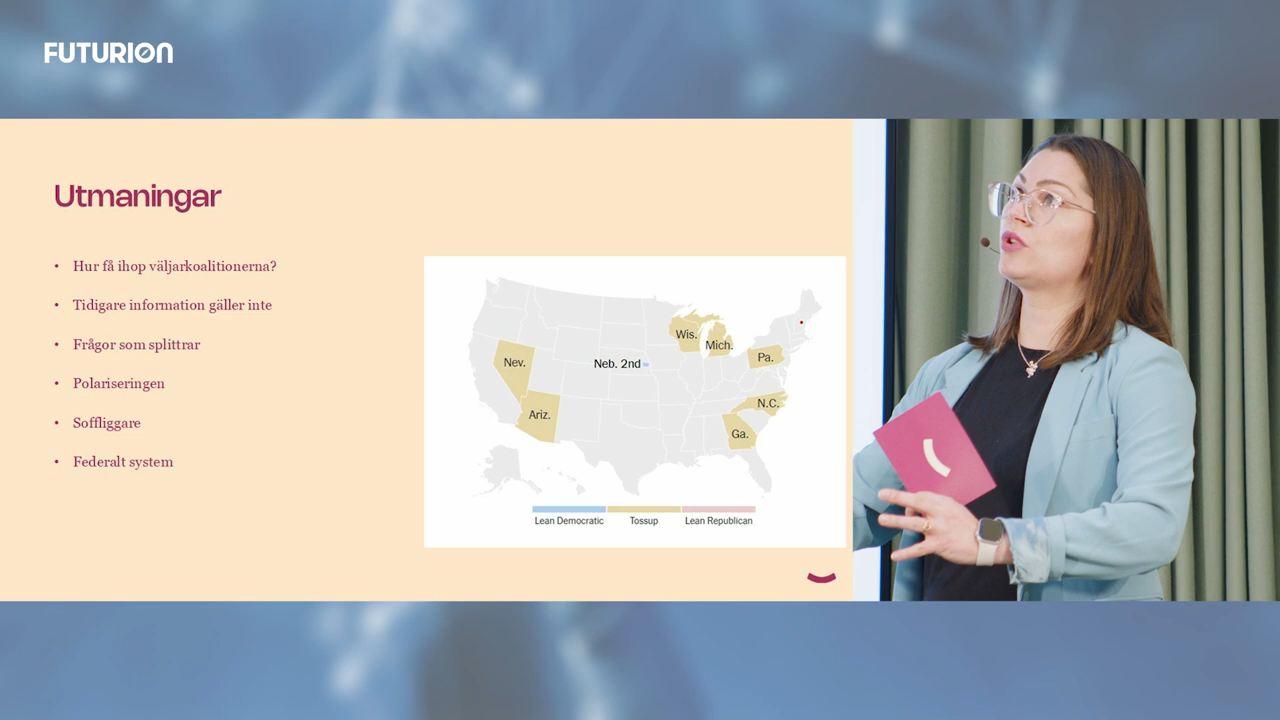 FUTURION
Utmaningar
• Hur få ihop väljarkoalitionerna?
• Tidigare information gäller inte
• Frågor som splittrar
• Polariseringen
• Soffliggare
• Federalt system
Wis.
Mich.
Nev.
Neb. 2nd
Pa.
Ariz.
N.C.
Ga.
Lean Democratic
Tossup
Lean Republican